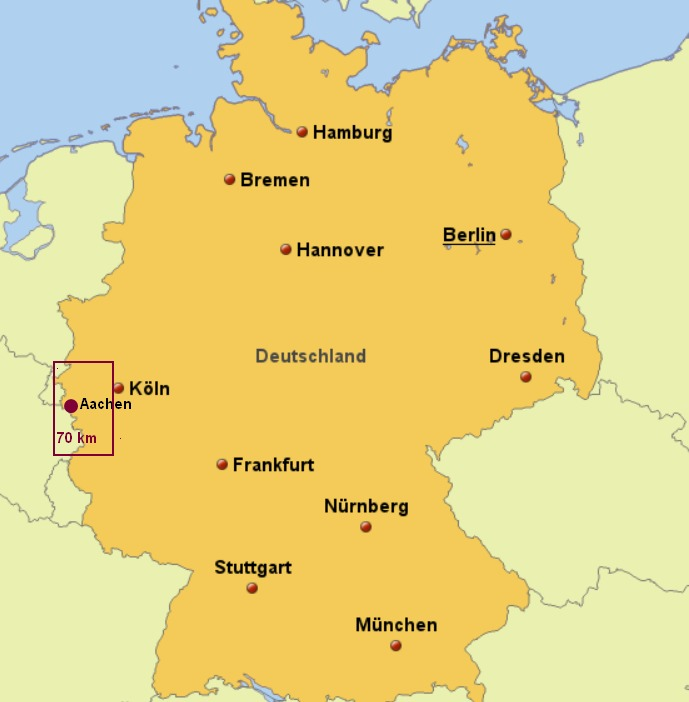 Hamburg
Bremen
Berlin
Hannover
Deutschland
Dresden
Köln
Aachen
70 km
Frankfurt
Nürnberg
Stuttgart
München